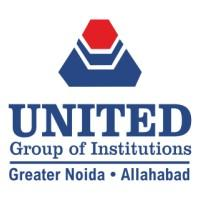 UNITED
Group of Institutions
Greater Noida • Allahabad